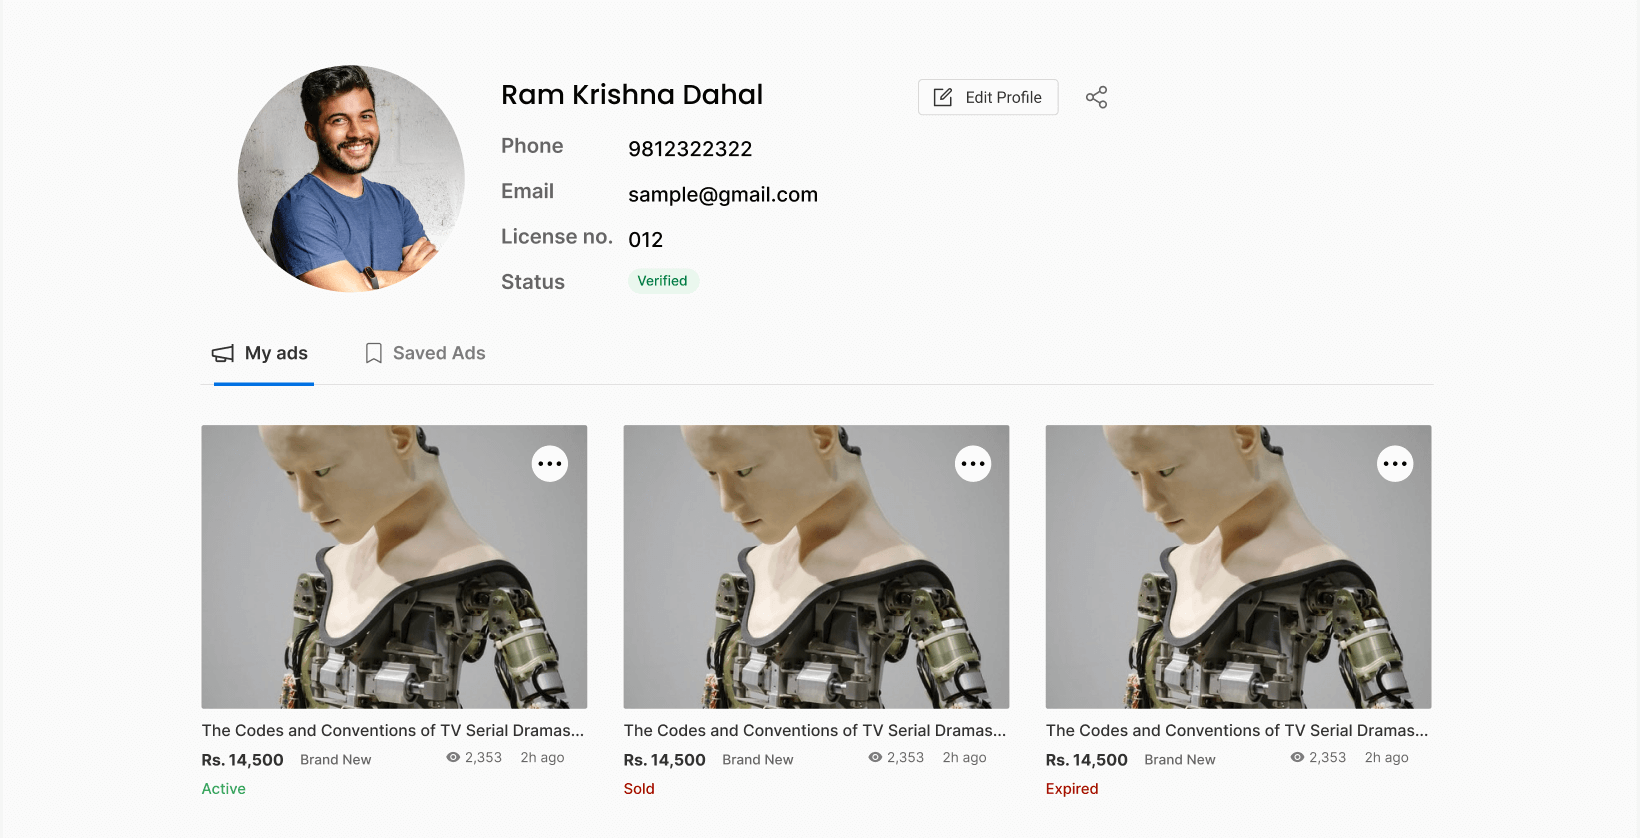 Ram Krishna Dahal
Edit Profile
Phone 9812322322
Email sample@gmail.com
License no. 012
Status Verified
My ads Saved Ads
The Codes and Conventions of TV Serial Dramas...
Rs. 14,500 Brand New 2,353 2h ago
Active
The Codes and Conventions of TV Serial Dramas...
Rs. 14,500 Brand New 2,353 2h ago
Sold
The Codes and Conventions of TV Serial Dramas...
Rs. 14,500 Brand New 2,353 2h ago
Expired